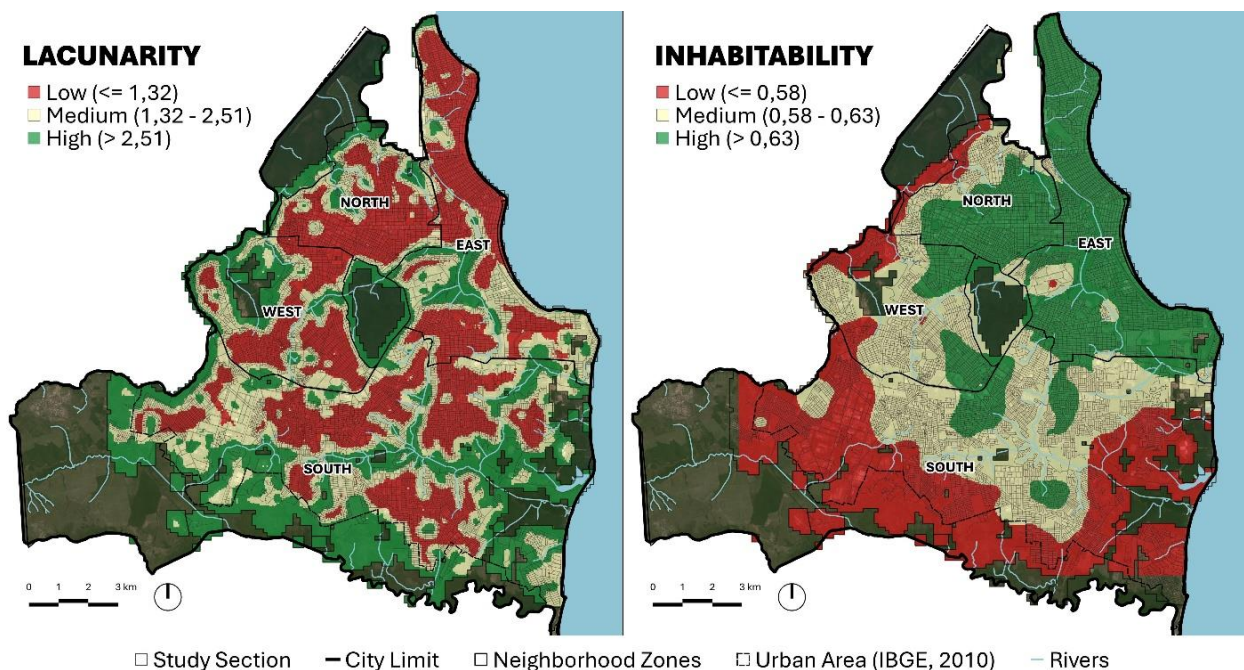 LACUNARITY
Low (<= 1,32)
Medium (1,32 - 2,51)
High (> 2,51)
NORTH
EAST
WEST
SOUTH
0 1 2 3 km
INHABITABILITY
Low (<= 0,58)
Medium (0,58 - 0,63)
High (> 0,63)
NORTH
EAST
WEST
SOUTH
0 1 2 3 km
Study Section City Limit Neighborhood Zones Urban Area (IBGE, 2010) Rivers